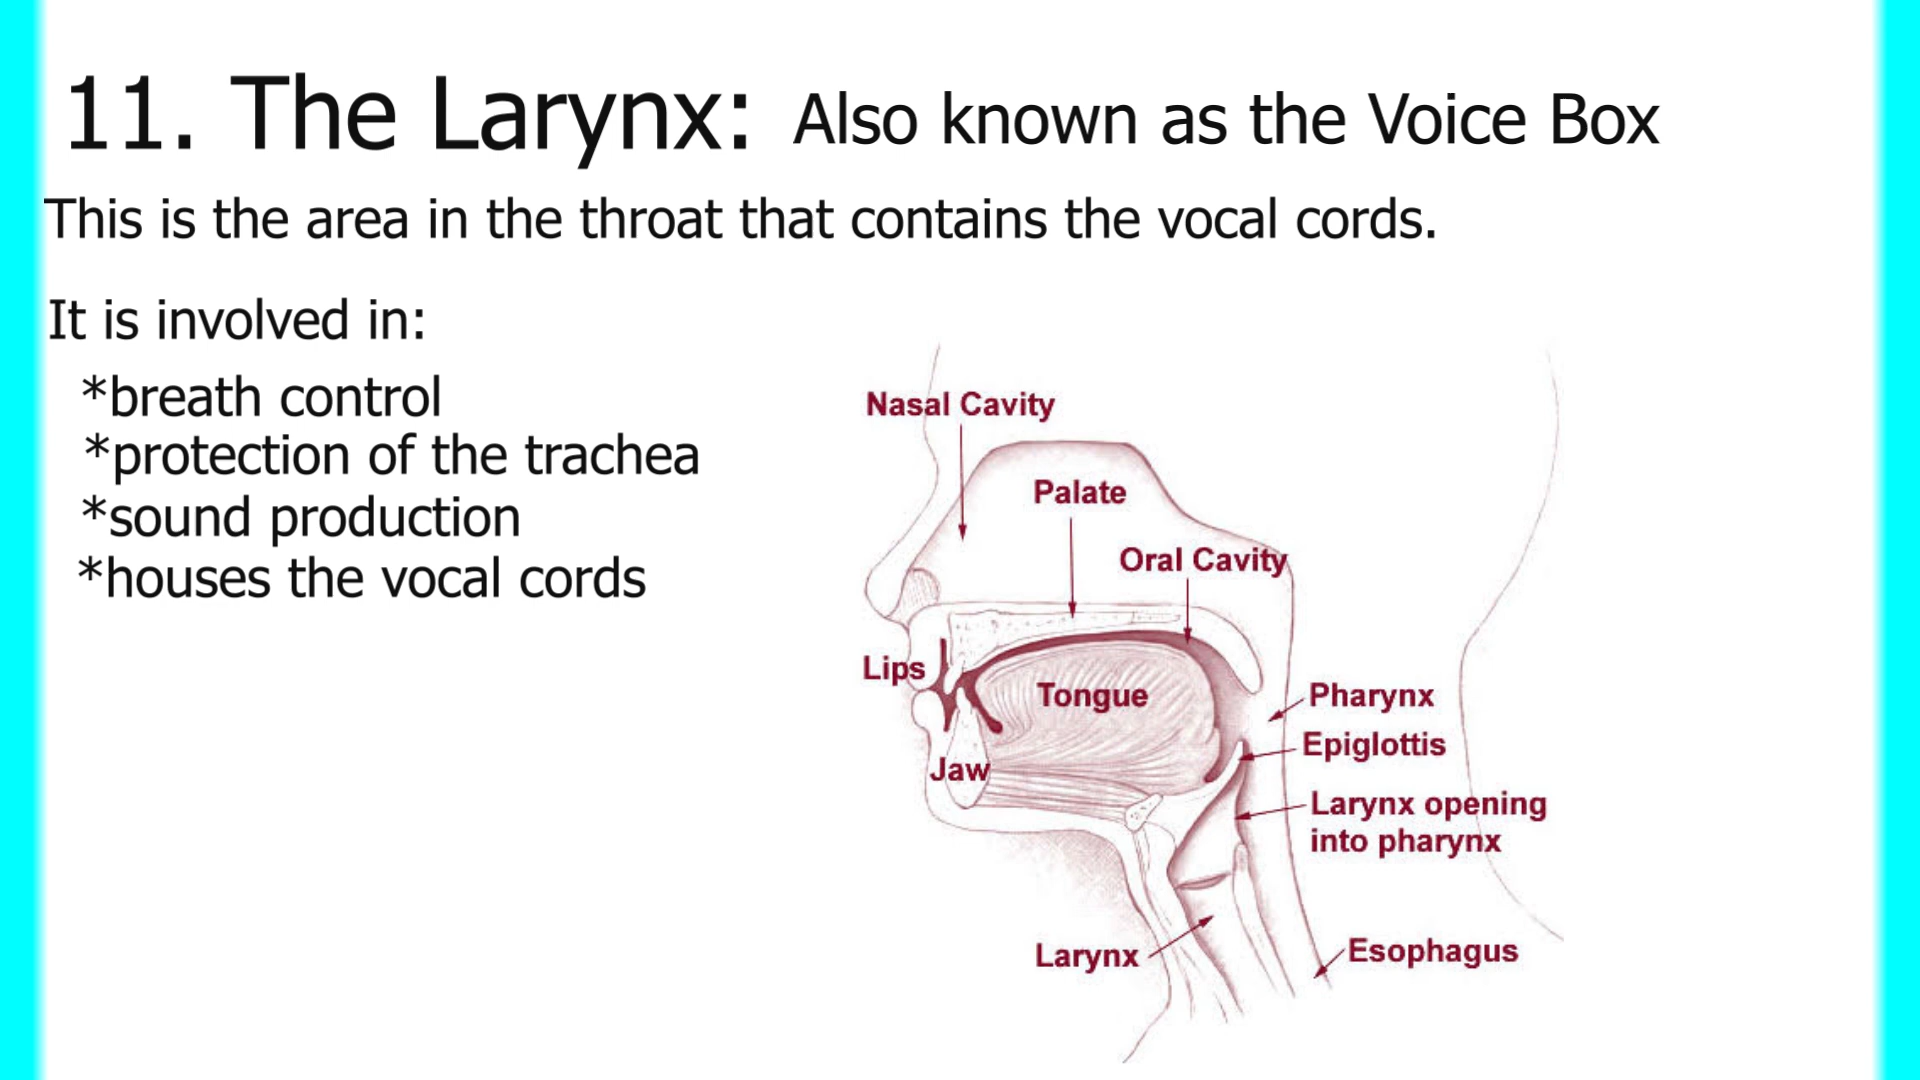 11. The Larynx: Also known as the Voice Box
This is the area in the throat that contains the vocal cords.
It is involved in:
*breath control
*protection of the trachea
*sound production
*houses the vocal cords
Nasal Cavity
Palate
Oral Cavity
Lips
Tongue
Pharynx
Epiglottis
Jaw
Larynx opening
into pharynx
Larynx
Esophagus